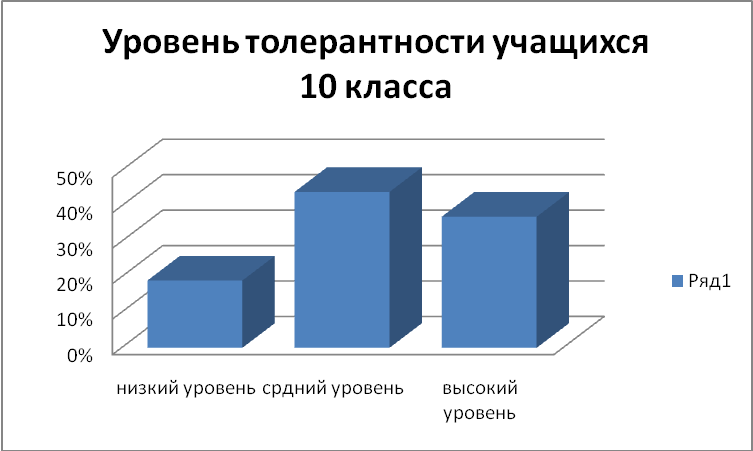 Уровень толерантности учащихся
10 класса
50%
40%
30%
20%
10%
0%
низкий уровень срдний уровень высокий
уровень
Ряд1